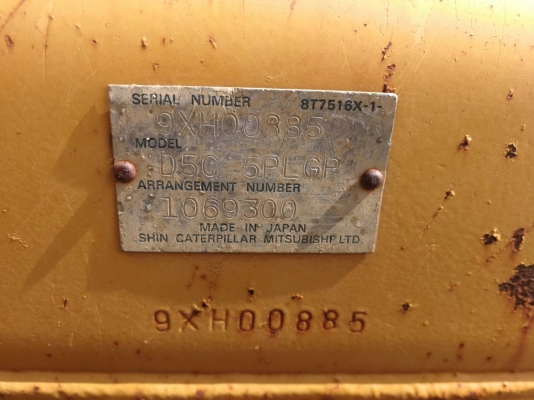 SERIAL NUMBER 8T7516X-1-
9XH00885
MODEL
D5C 5PLGP
ARRANGEMENT NUMBER
1069300
MADE IN JAPAN
SHIN CATERPILLAR MITSUBISHI LTD.
9XH00885